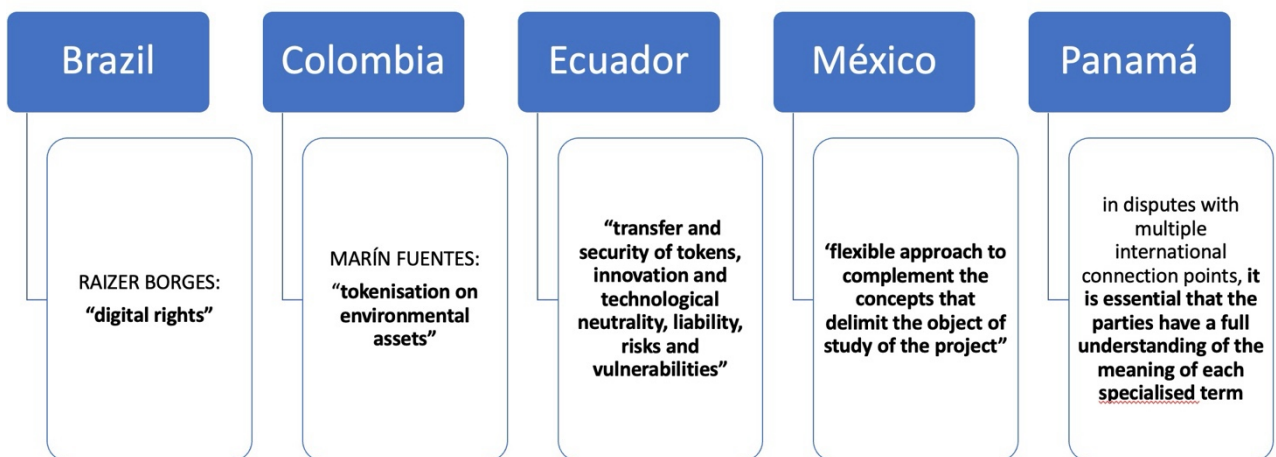 Brazil
Colombia
Ecuador
México
Panamá
RAIZER BORGES:
“digital rights”
MARÍN FUENTES:
“tokenisation on
environmental
assets”
“transfer and
security of tokens,
innovation and
technological
neutrality, liability,
risks and
vulnerabilities”
‘flexible approach to
complement the
concepts that
delimit the object of
study of the project”
in disputes with
multiple
international
connection points, it
is essential that the
parties have a full
understanding of the
meaning of each
specialised term